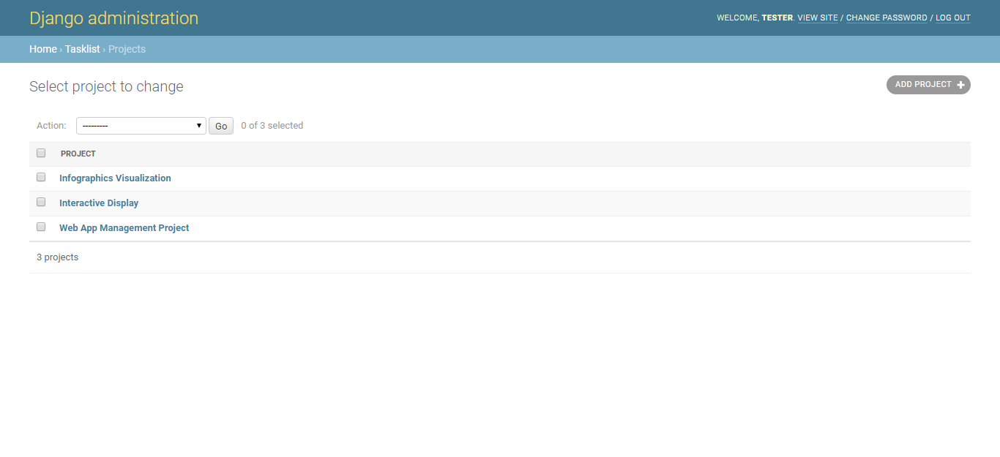 Django administration
WELCOME, TESTER. VIEW SITE / CHANGE PASSWORD / LOG OUT
Home › Tasklist › Projects
Select project to change
ADD PROJECT +
Action: --------- Go 0 of 3 selected
PROJECT
Infographics Visualization
Interactive Display
Web App Management Project
3 projects